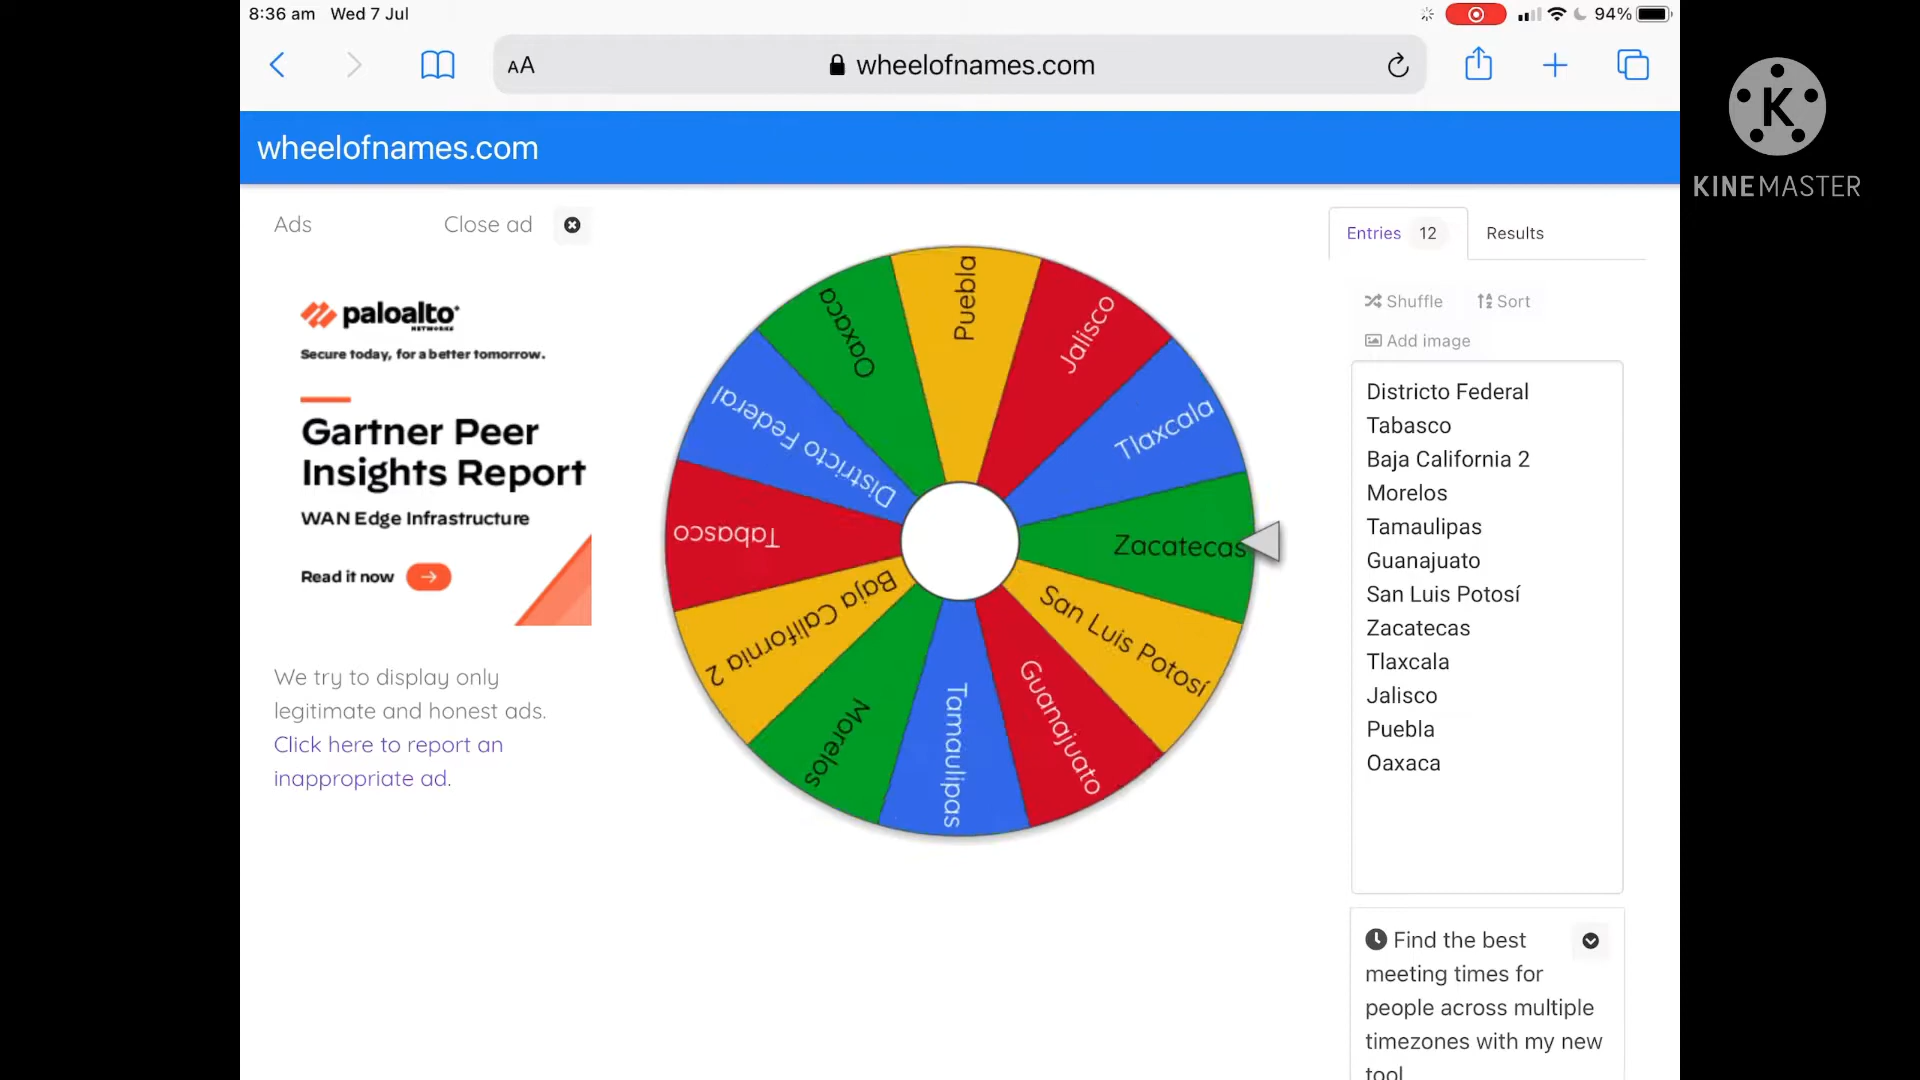 8:36 am Wed 7 Jul
94%
AA
wheelofnames.com
KINEMASTER
wheelofnames.com
Ads
Close ad
Entries 12
Results
Shuffle
Sort
Add image
paloalto
NETWORKS
Secure today, for a better tomorrow.
Gartner Peer
Insights Report
WAN Edge Infrastructure
Read it now
We try to display only
legitimate and honest ads.
Click here to report an
inappropriate ad.
Puebla
Jalisco
Tlaxcala
Zacatecas
San Luis Potosí
Guanajuato
Tamaulipas
Morelos
Baja California 2
Tabasco
Districto Federal
Oaxaca
Districto Federal
Tabasco
Baja California 2
Morelos
Tamaulipas
Guanajuato
San Luis Potosí
Zacatecas
Tlaxcala
Jalisco
Puebla
Oaxaca
Find the best
meeting times for
people across multiple
timezones with my new
tool